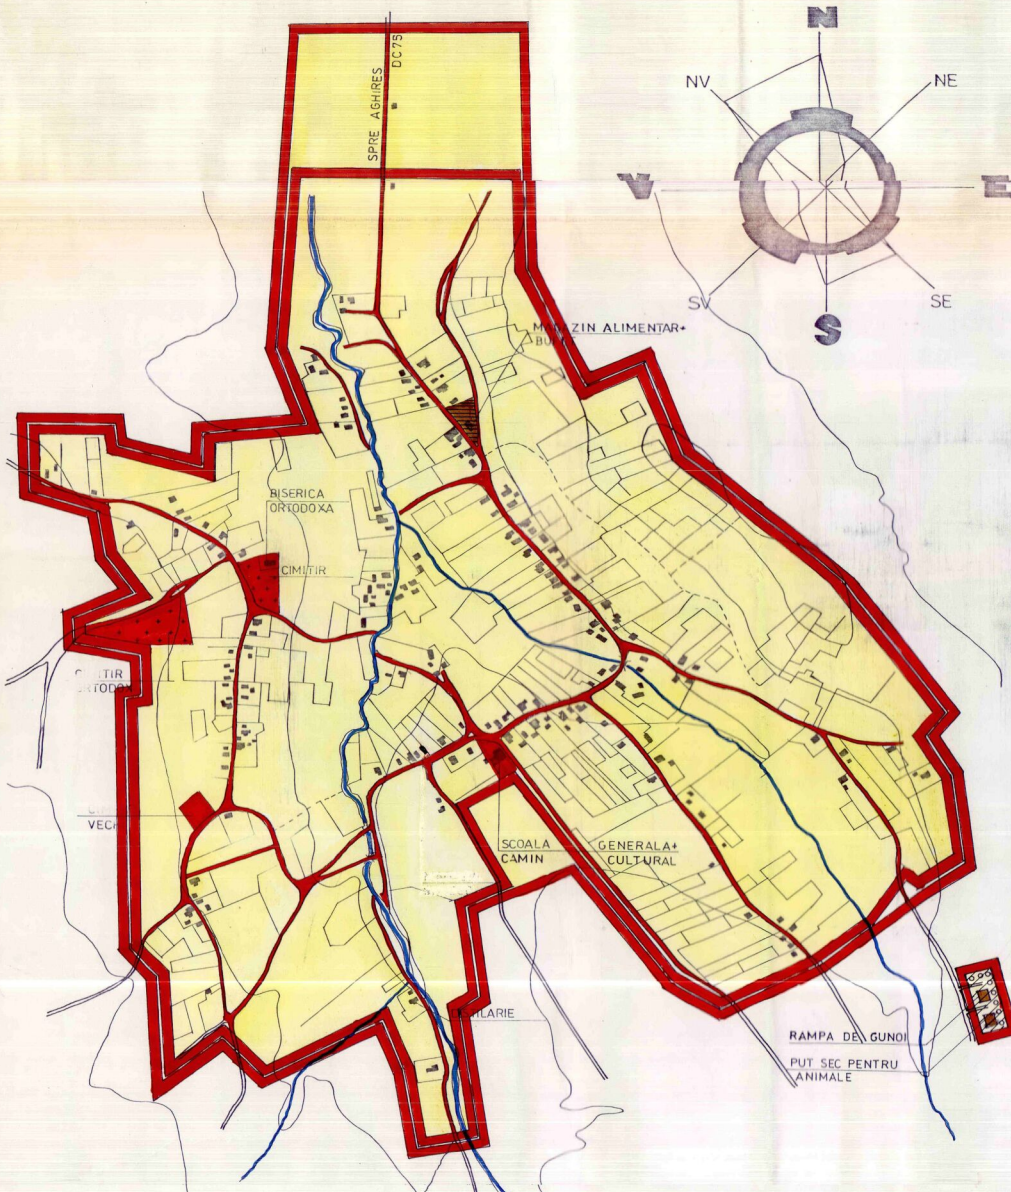 N
NV
NE
V
E
SV
SE
S
SPRE AGHIRES
DC75
MAGAZIN ALIMENTAR+
BISERICA
ORTODOXA
CIMITIR
VECHI
SCOALA
CAMIN
GENERALA+
CULTURAL
RAMPA DE GUNOI
PUT SEC PENTRU
ANIMALE